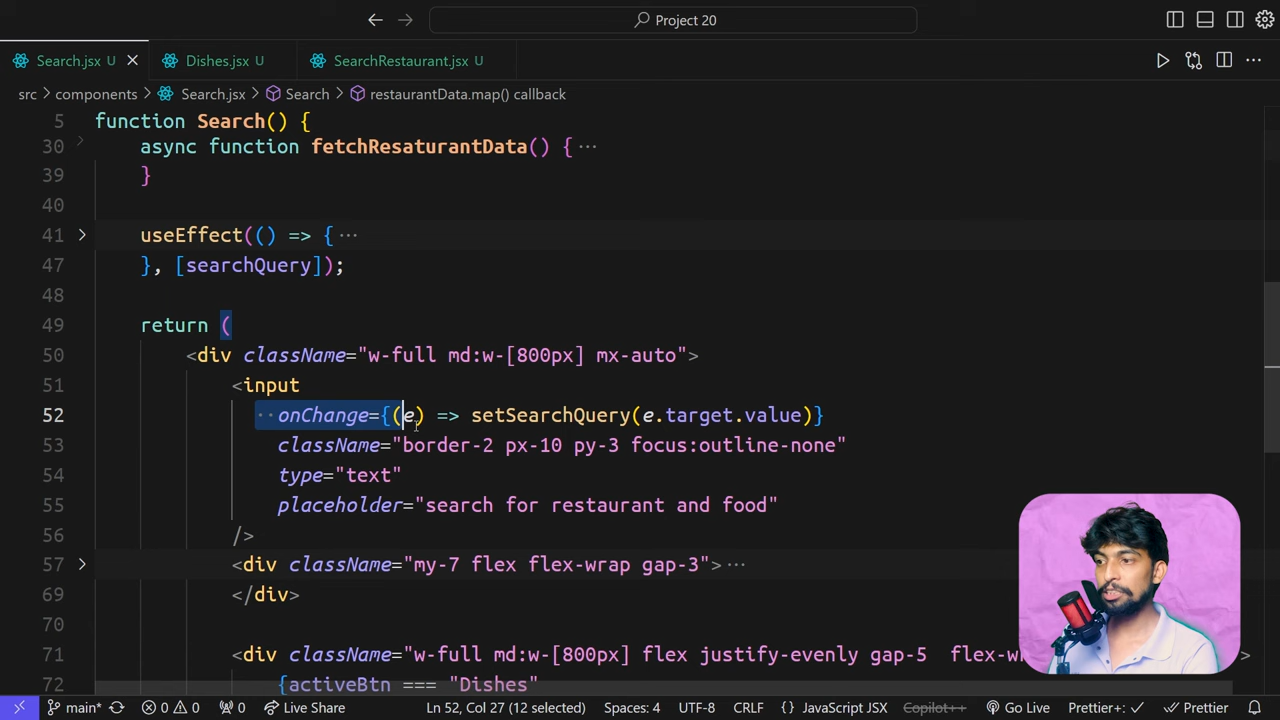 Project 20
Search.jsx U Dishes.jsx U SearchRestaurant.jsx U
src > components > Search.jsx > Search > restaurantData.map() callback
5 function Search() {
30 async function fetchResaturantData() { ···
39 }
40
41 useEffect(() => { ···
47 }, [searchQuery]);
48
49 return (
50 <div className="w-full md:w-[800px] mx-auto">
51 <input
52 onChange={(e) => setSearchQuery(e.target.value)}
53 className="border-2 px-10 py-3 focus:outline-none"
54 type="text"
55 placeholder="search for restaurant and food"
56 />
57 <div className="my-7 flex flex-wrap gap-3"> ···
69 </div>
70
71 <div className="w-full md:w-[800px] flex justify-evenly gap-5 >
72 {activeBtn === "Dishes"
main* 0 0 0 Live Share Ln 52, Col 27 (12 selected) Spaces: 4 UTF-8 CRLF {} JavaScript JSX Copilot++ Go Live Prettier+: Prettier